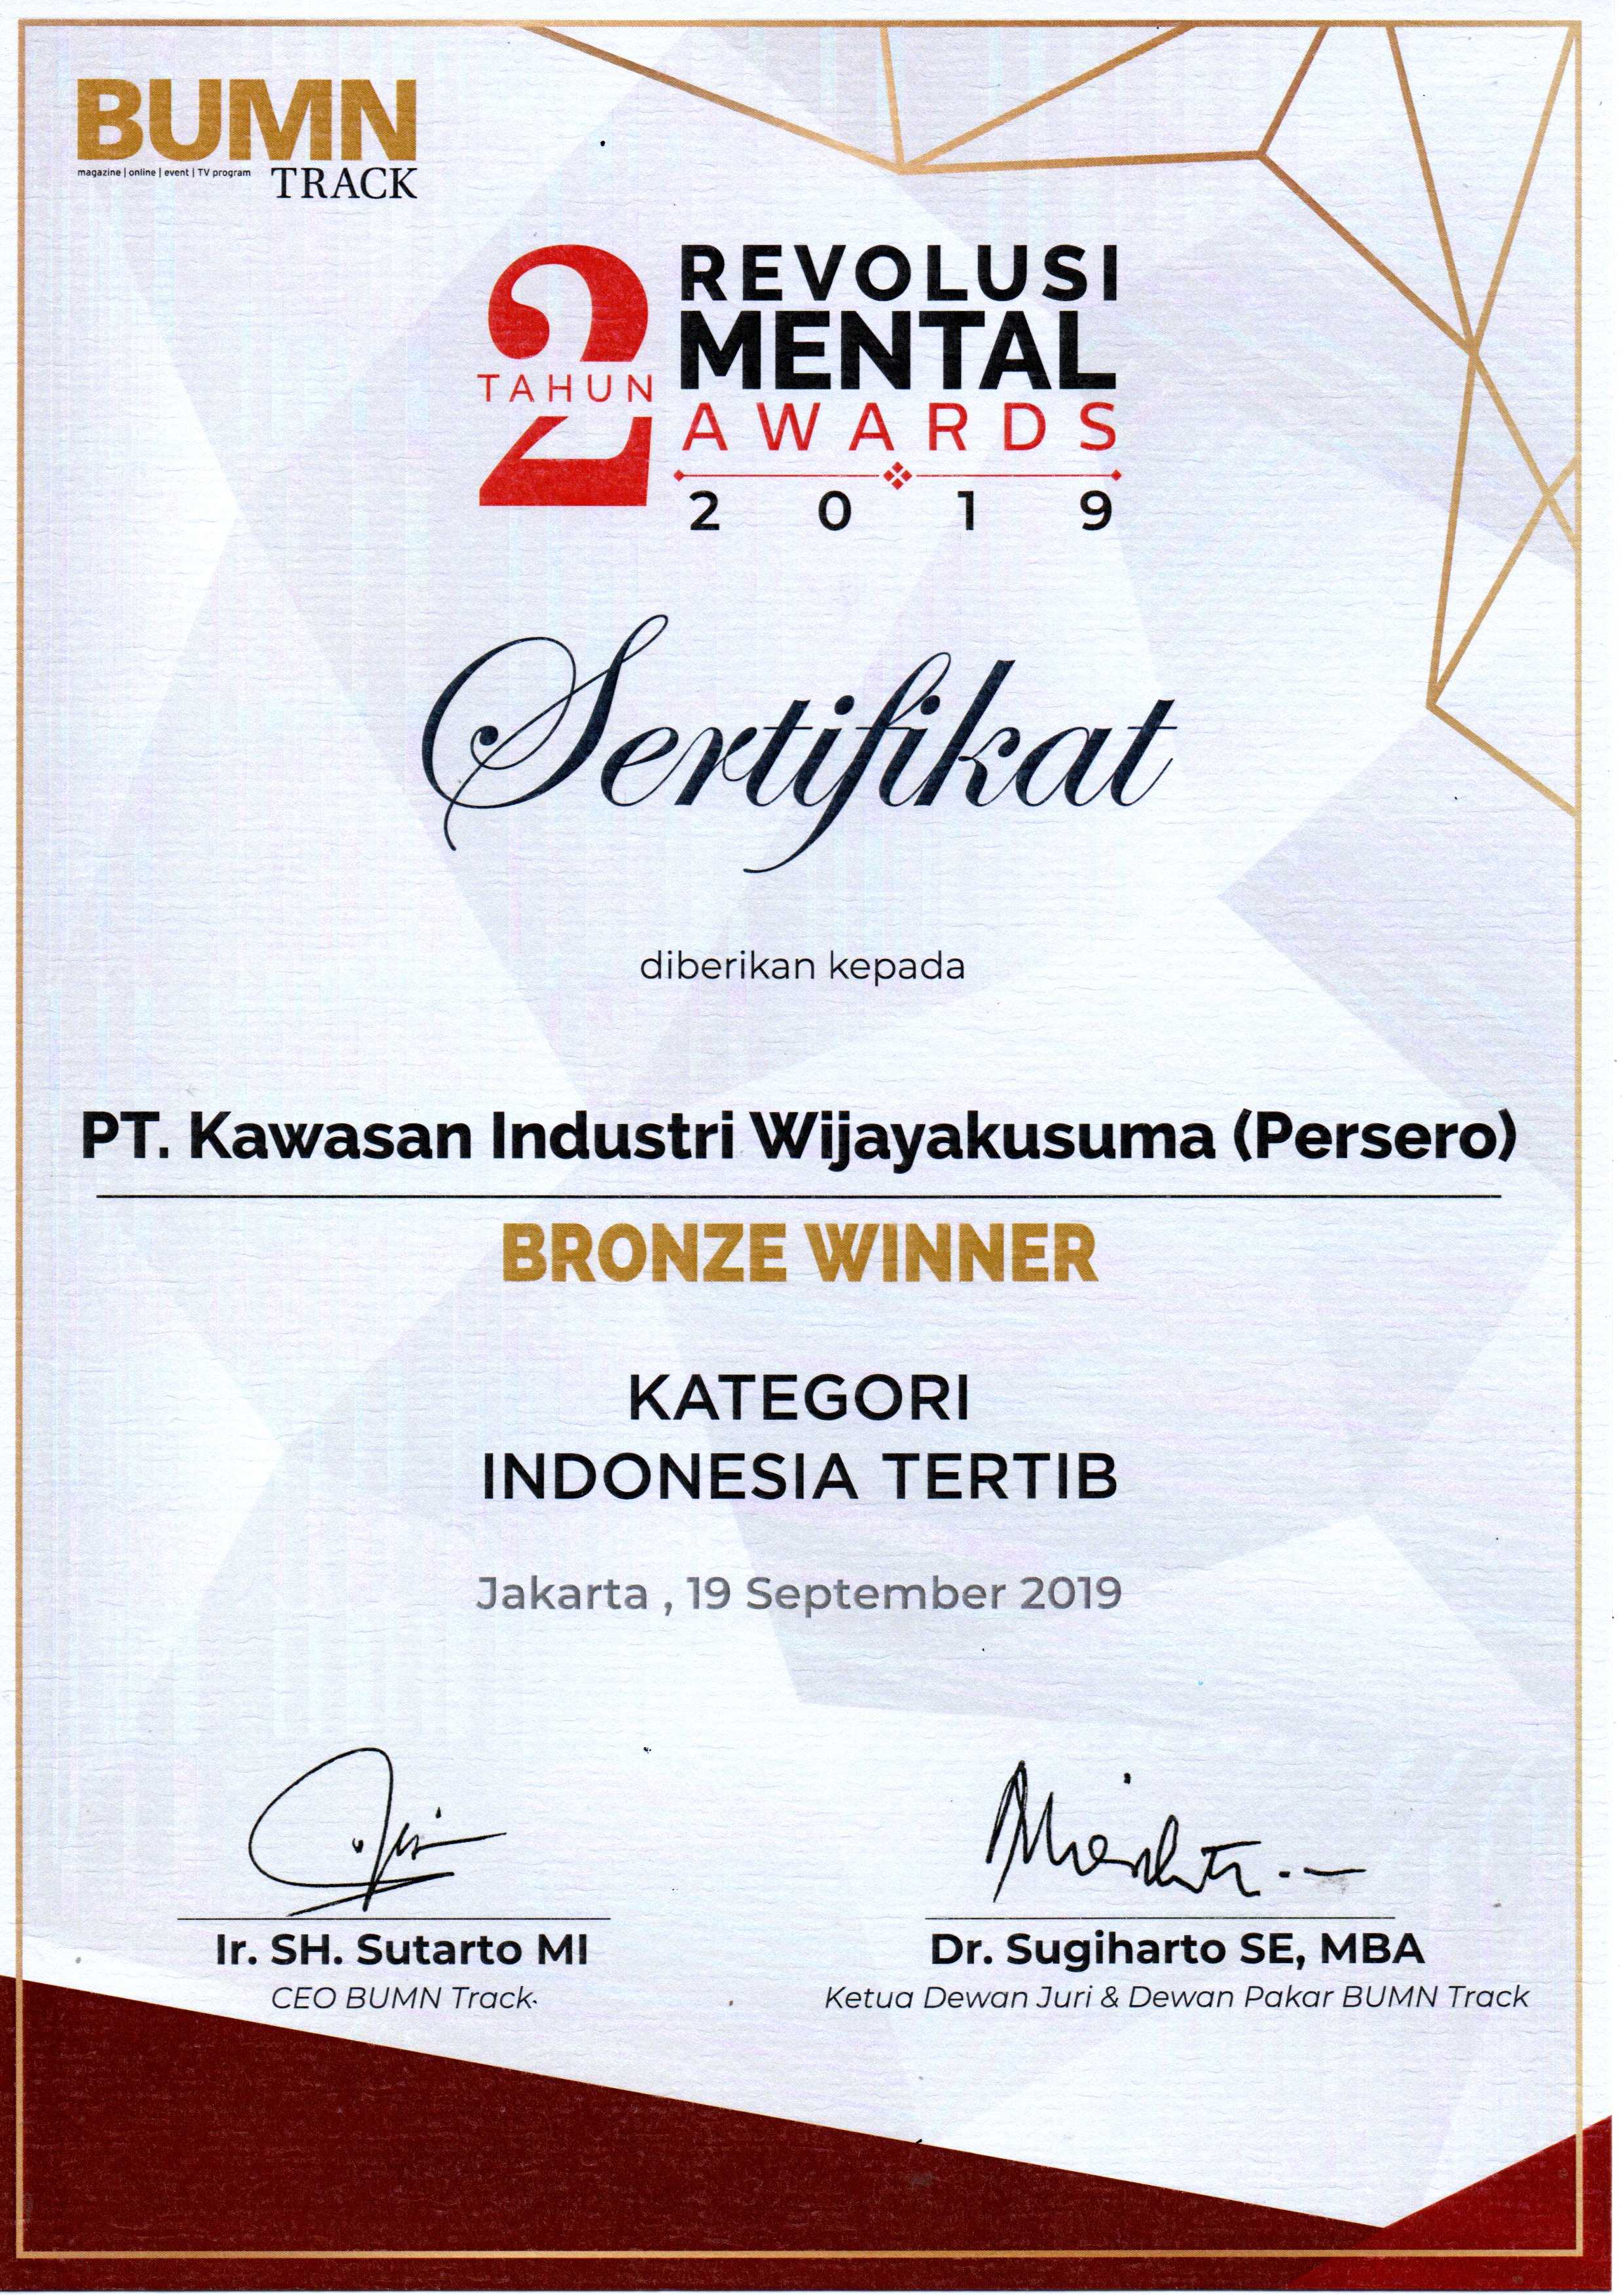 BUMN
magazine | online | event | TV program
TRACK
2
TAHUN
REVOLUSI
MENTAL
AWARDS
2019
Sertifikat
diberikan kepada
PT. Kawasan Industri Wijayakusuma (Persero)
BRONZE WINNER
KATEGORI
INDONESIA TERTIB
Jakarta , 19 September 2019
Ir. SH. Sutarto MI
CEO BUMN Track
Dr. Sugiharto SE, MBA
Ketua Dewan Juri & Dewan Pakar BUMN Track